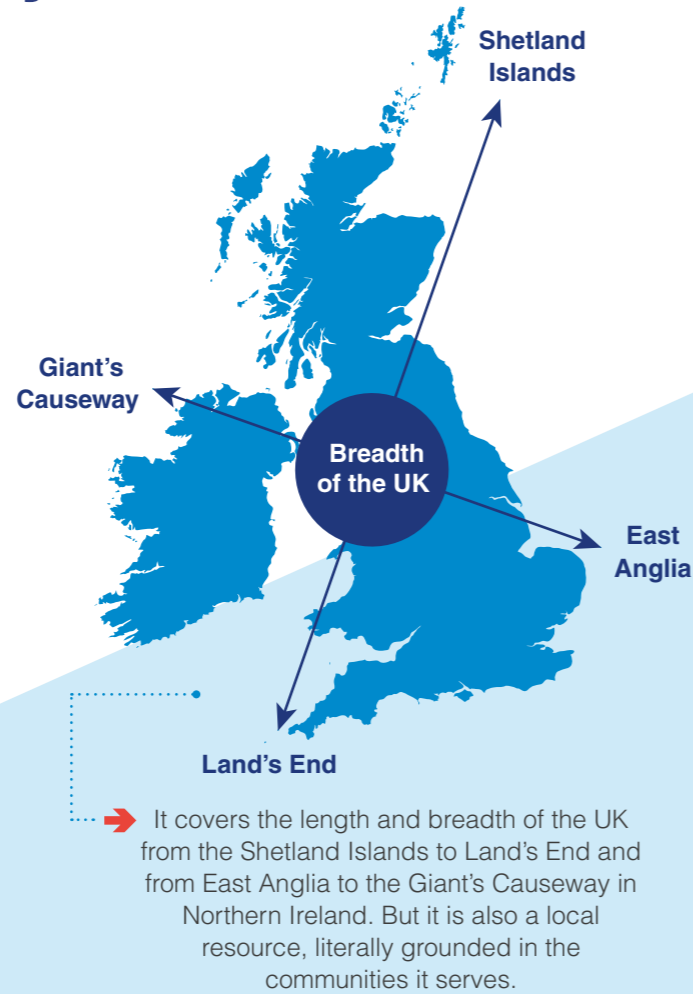 Shetland
Islands
Giant's
Causeway
Breadth
of the UK
East
Anglia
Land's End
It covers the length and breadth of the UK
from the Shetland Islands to Land's End and
from East Anglia to the Giant's Causeway in
Northern Ireland. But it is also a local
resource, literally grounded in the
communities it serves.